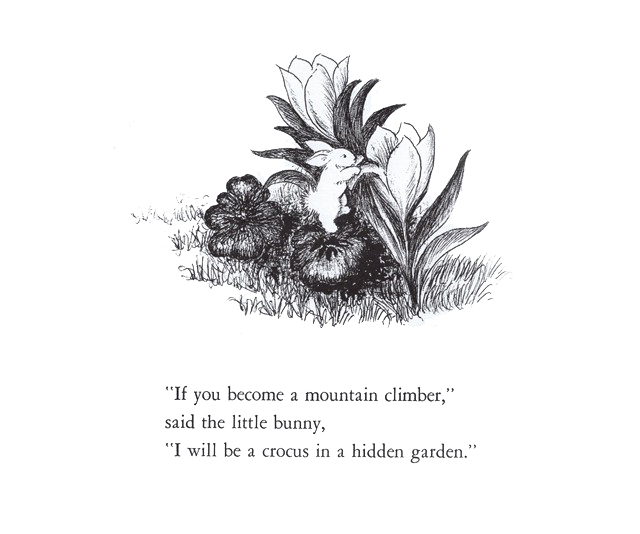 "If you become a mountain climber,"
said the little bunny,
"I will be a crocus in a hidden garden."